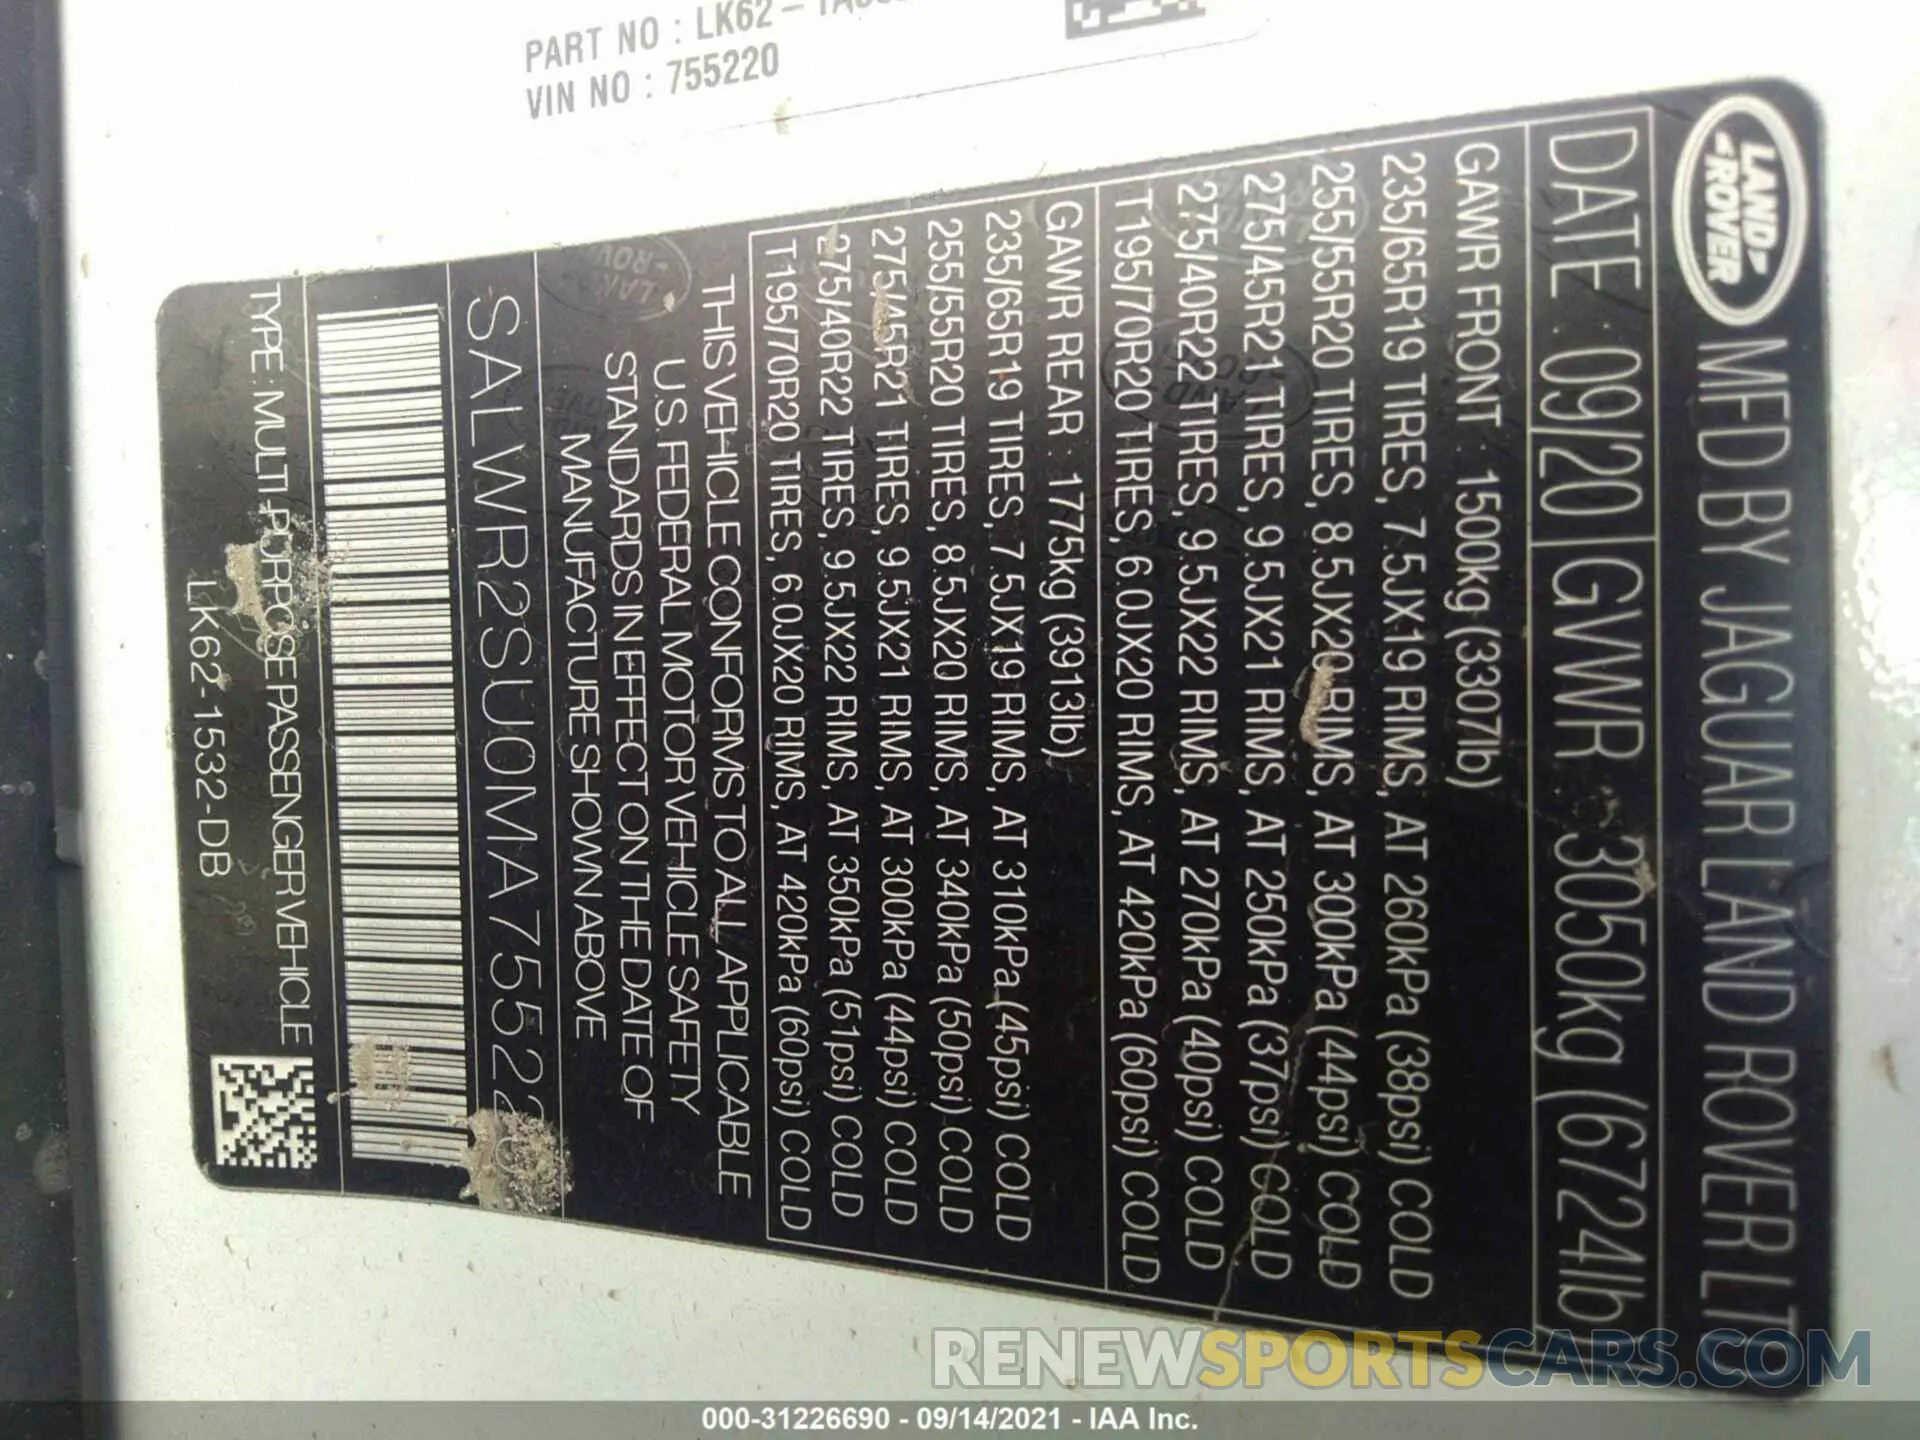 PART NO : LK62 -
VIN NO : 755220
LAND ROVER
MFD BY JAGUAR LAND ROVER
DATE 09/20 GVWR 3050kg (6724lb)
GAWR FRONT : 1500kg (3307lb)
235/65R19 TIRES, 7.5JX19 RIMS, AT 260kPa (38psi) COLD
255/55R20 TIRES, 8.5JX20 RIMS, AT 300kPa (44psi) COLD
275/45R21 TIRES, 9.5JX21 RIMS, AT 250kPa (37psi) COLD
275/40R22 TIRES, 9.5JX22 RIMS, AT 270kPa (40psi) COLD
T195/70R20 TIRES, 6.0JX20 RIMS, AT 420kPa (60psi) COLD
GAWR REAR : 1775kg (3913lb)
235/65R19 TIRES, 7.5JX19 RIMS, AT 310kPa (45psi) COLD
255/55R20 TIRES, 8.5JX20 RIMS, AT 340kPa (50psi) COLD
275/45R21 TIRES, 9.5JX21 RIMS, AT 300kPa (44psi) COLD
275/40R22 TIRES, 9.5JX22 RIMS, AT 350kPa (51psi) COLD
T195/70R20 TIRES, 6.0JX20 RIMS, AT 420kPa (60psi) COLD
THIS VEHICLE CONFORMS TO ALL APPLICABLE
U.S. FEDERAL MOTOR VEHICLE SAFETY
STANDARDS IN EFFECT ON THE DATE OF
MANUFACTURE SHOWN ABOVE
SALWR2SU0MA755220
TYPE : MULTI-PURPOSE PASSENGER VEHICLE
LK62-1532-DB
RENEWSPORTSCARS.COM
000-31226690 - 09/14/2021 - IAA Inc.